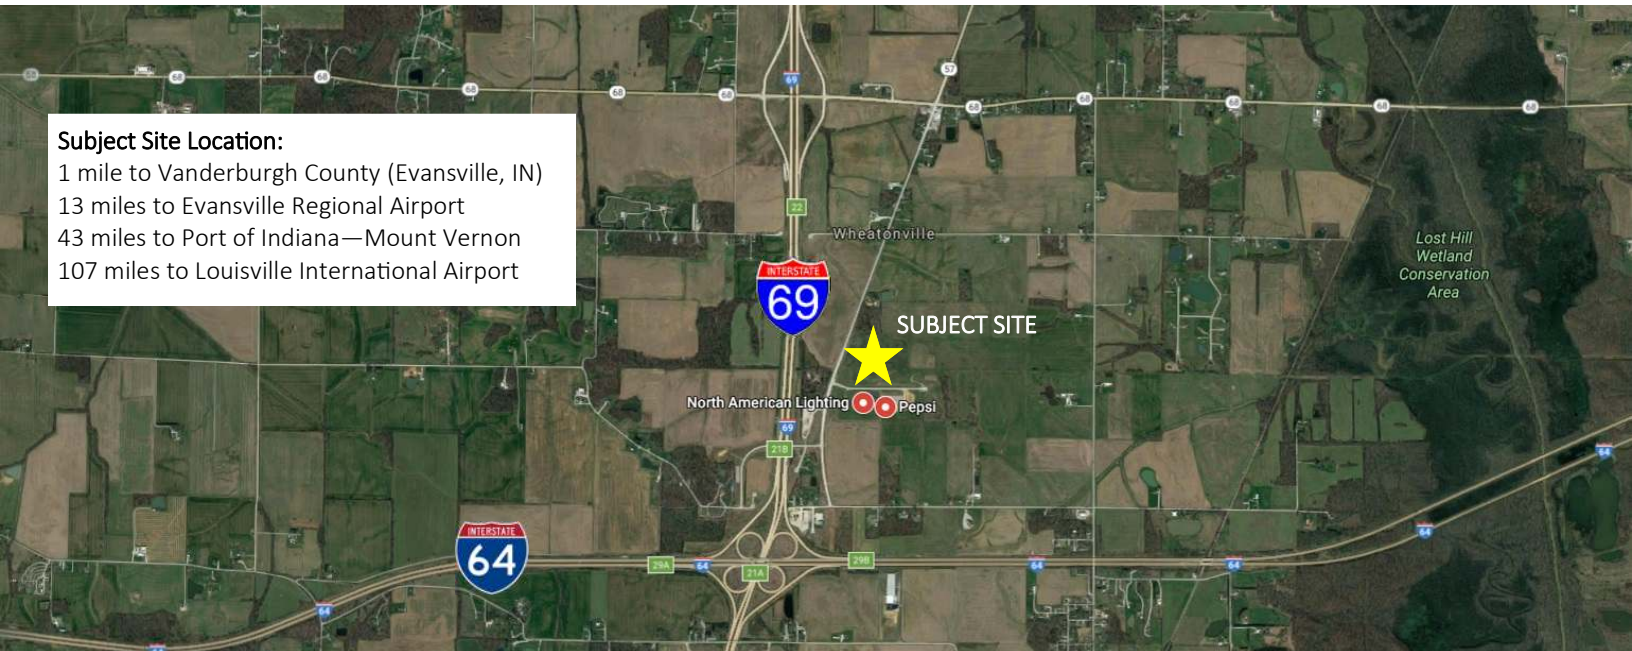 68
68
68
68
68
68
69
57
68
68
68
68
68
Subject Site Location:
1 mile to Vanderburgh County (Evansville, IN)
13 miles to Evansville Regional Airport
43 miles to Port of Indiana—Mount Vernon
107 miles to Louisville International Airport
22
Wheatonville
Lost Hill
Wetland
Conservation
Area
INTERSTATE
69
SUBJECT SITE
North American Lighting
Pepsi
69
21B
64
64
INTERSTATE
64
29A
64
21A
29B
64
64
64
64